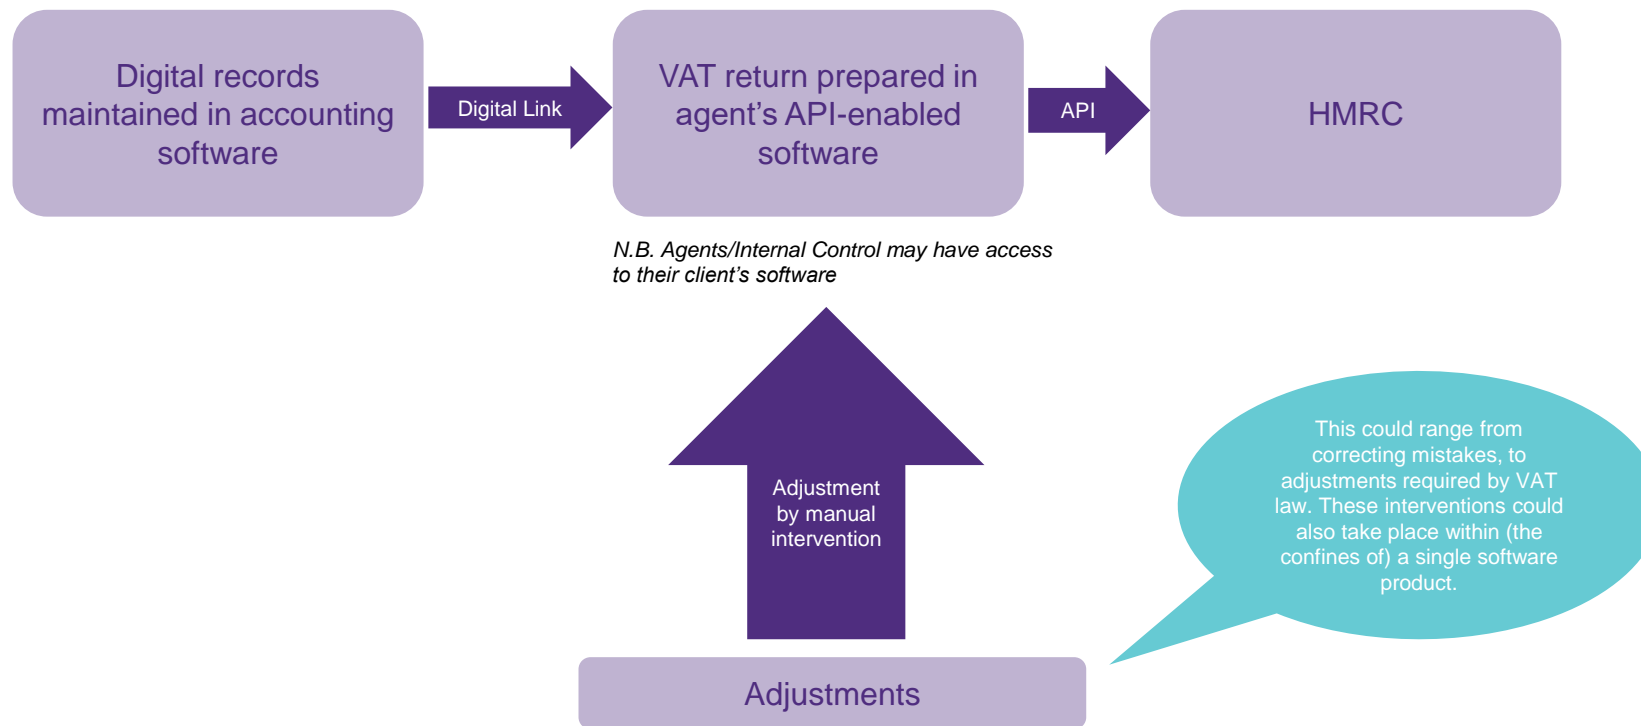 Digital records
maintained in accounting
software
Digital Link
VAT return prepared in
agent’s API-enabled
software
API
HMRC
N.B. Agents/Internal Control may have access
to their client’s software
Adjustment
by manual
intervention
This could range from
correcting mistakes, to
adjustments required by VAT
law. These interventions could
also take place within (the
confines of) a single software
product.
Adjustments